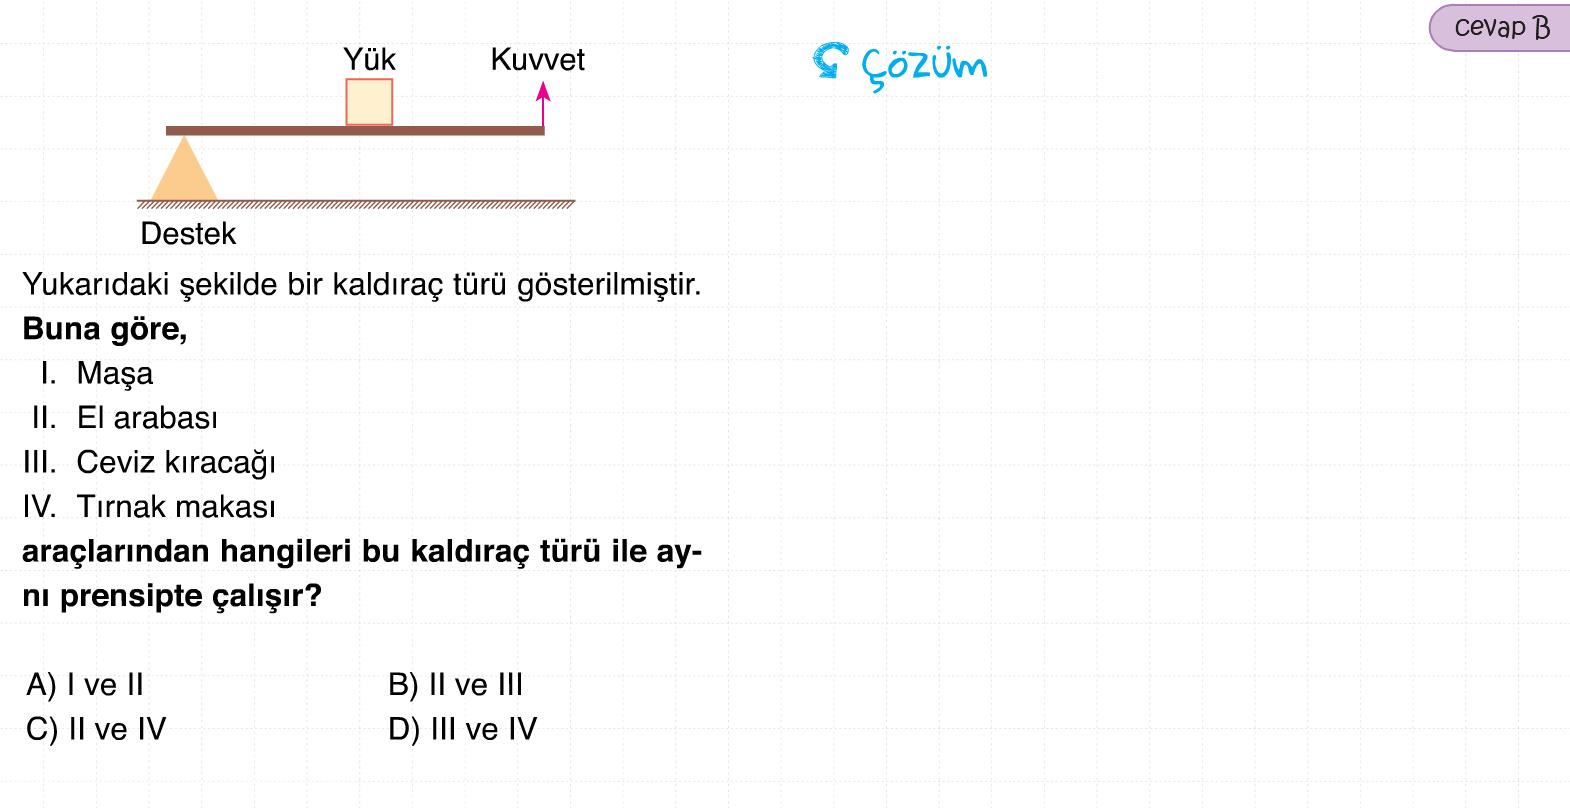 cevap B
Yük Kuvvet
Destek
Çözüm
Yukarıdaki şekilde bir kaldıraç türü gösterilmiştir.
Buna göre,
I. Maşa
II. El arabası
III. Ceviz kıracağı
IV. Tırnak makası
araçlarından hangileri bu kaldıraç türü ile ay-
nı prensipte çalışır?
A) I ve II B) II ve III
C) II ve IV D) III ve IV